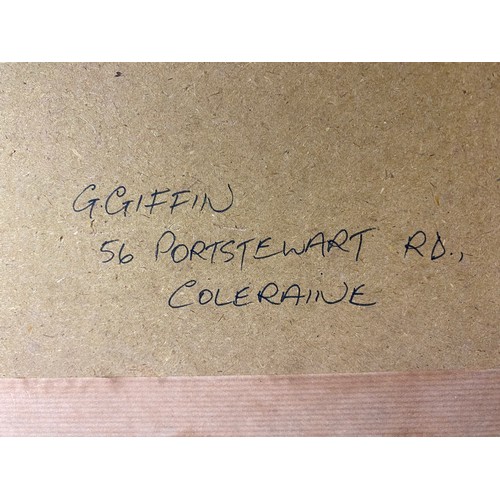 G.GIFFIN
56 PORTSTEWART RD.,
COLERAINE